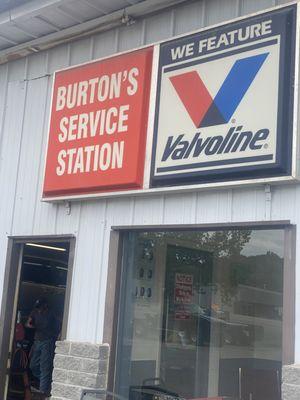 BURTON'S
SERVICE
STATION
WE FEATURE
Valvoline